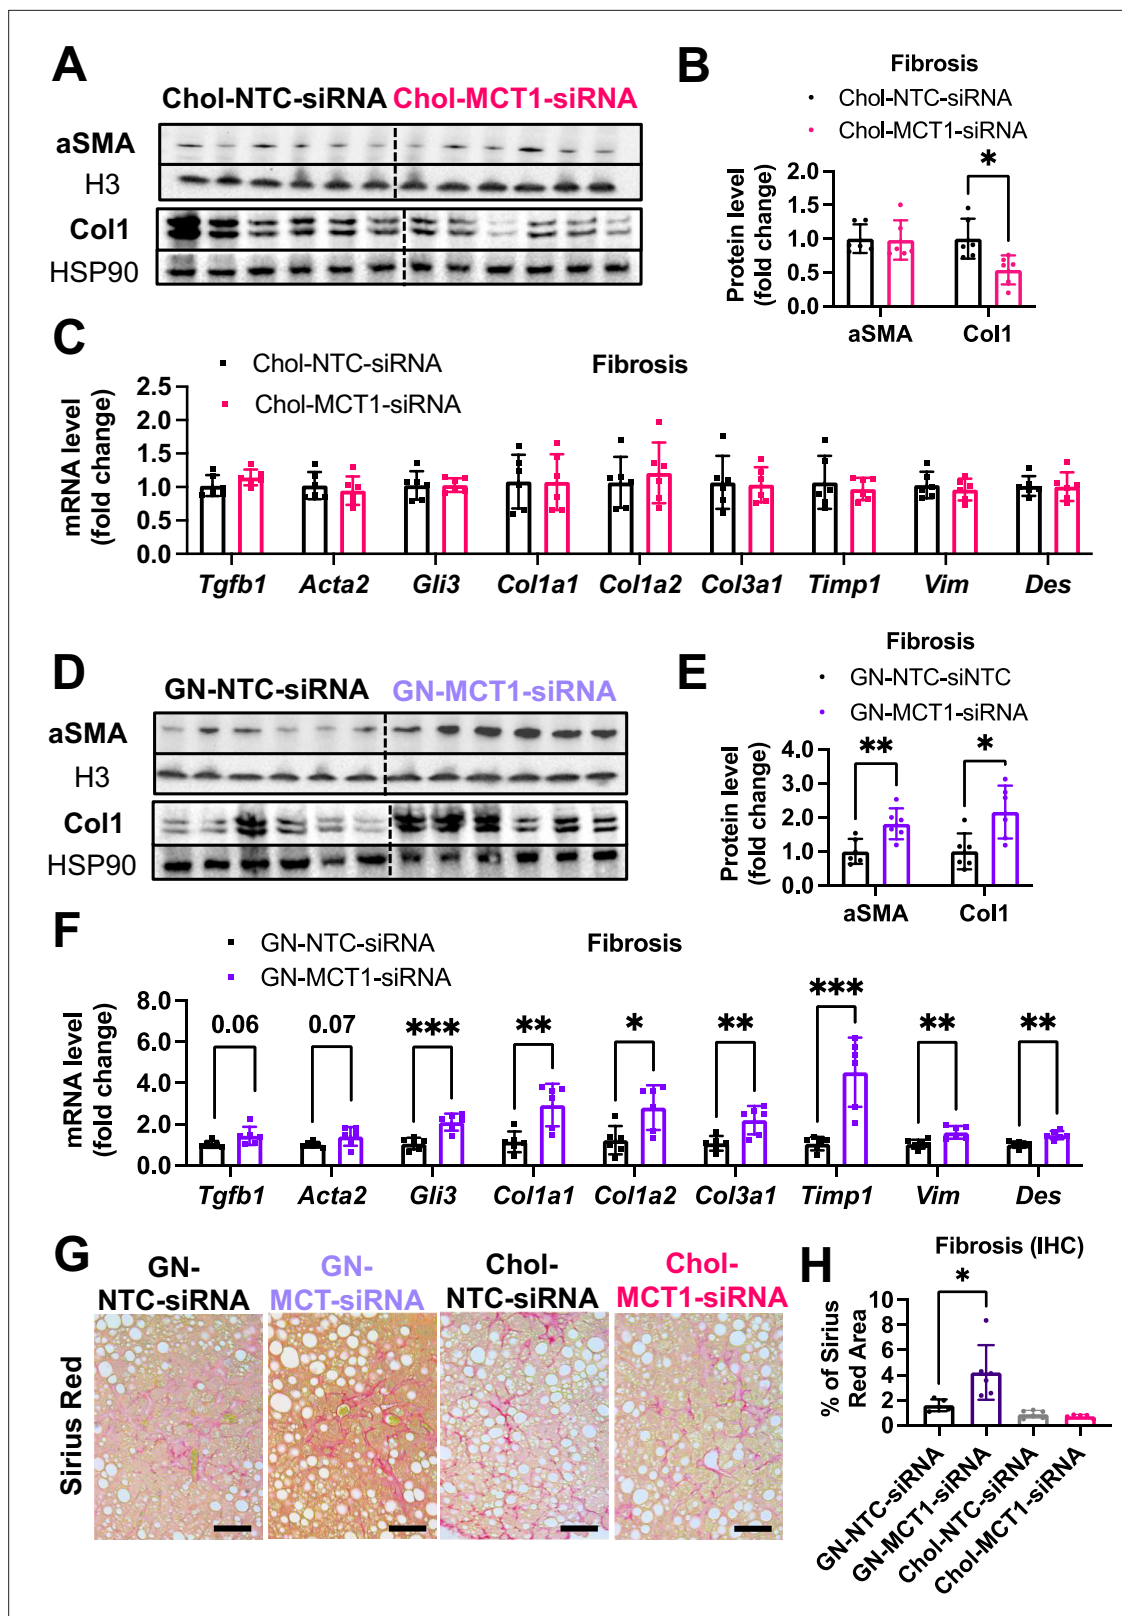 A
Chol-NTC-siRNA Chol-MCT1-siRNA
aSMA
H3
Col1
HSP90
B
Fibrosis
Chol-NTC-siRNA
Chol-MCT1-siRNA
*
Protein level
(fold change)
2.0
1.5
1.0
0.5
0.0
aSMA Col1
C
Chol-NTC-siRNA
Chol-MCT1-siRNA
Fibrosis
mRNA level
(fold change)
2.5
2.0
1.5
1.0
0.5
0.0
Tgfb1 Acta2 Gli3 Col1a1 Col1a2 Col3a1 Timp1 Vim Des
D
GN-NTC-siRNA GN-MCT1-siRNA
aSMA
H3
Col1
HSP90
E
Fibrosis
GN-NTC-siNTC
GN-MCT1-siRNA
** *
Protein level
(fold change)
4.0
3.0
2.0
1.0
0.0
aSMA Col1
F
GN-NTC-siRNA
GN-MCT1-siRNA
Fibrosis
mRNA level
(fold change)
8.0
6.0
4.0
2.0
0.0
0.06 0.07 *** ** * ** *** ** **
Tgfb1 Acta2 Gli3 Col1a1 Col1a2 Col3a1 Timp1 Vim Des
G
GN-
NTC-siRNA
GN-
MCT-siRNA
Chol-
NTC-siRNA
Chol-
MCT1-siRNA
Sirius Red
H
Fibrosis (IHC)
*
% of Sirius
Red Area
10
8
6
4
2
0
GN-NTC-siRNA
GN-MCT1-siRNA
Chol-NTC-siRNA
Chol-MCT1-siRNA